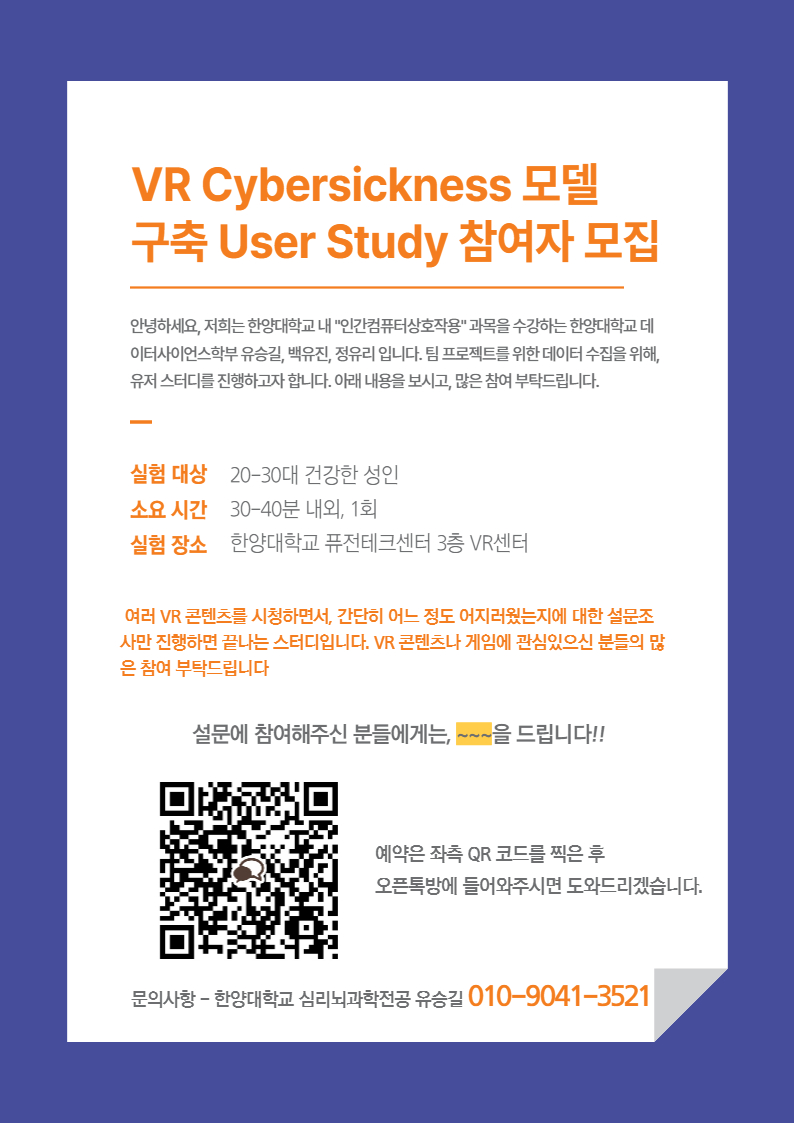 VR Cybersickness 모델
구축 User Study 참여자 모집
안녕하세요, 저희는 한양대학교 내 "인간컴퓨터상호작용" 과목을 수강하는 한양대학교 데
이터사이언스학부 유승길, 백유진, 정유리 입니다. 팀 프로젝트를 위한 데이터 수집을 위해,
유저 스터디를 진행하고자 합니다. 아래 내용을 보시고, 많은 참여 부탁드립니다.
실험 대상 20-30대 건강한 성인
소요 시간 30-40분 내외, 1회
실험 장소 한양대학교 퓨전테크센터 3층 VR센터
여러 VR 콘텐츠를 시청하면서, 간단히 어느 정도 어지러웠는지에 대한 설문조
사만 진행하면 끝나는 스터디입니다. VR 콘텐츠나 게임에 관심있으신 분들의 많
은 참여 부탁드립니다
설문에 참여해주신 분들에게는, ~~~을 드립니다!!
예약은 좌측 QR 코드를 찍은 후
오픈톡방에 들어와주시면 도와드리겠습니다.
문의사항 - 한양대학교 심리뇌과학전공 유승길 010-9041-3521